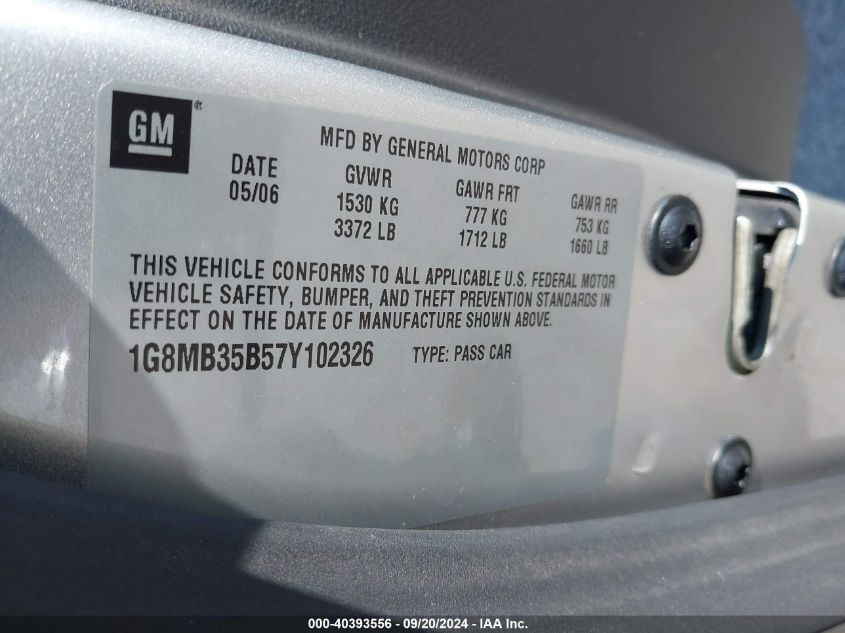 GM ®
MFD BY GENERAL MOTORS CORP
DATE GVWR GAWR FRT GAWR RR
05/06 1530 KG 777 KG 753 KG
3372 LB 1712 LB 1660 LB
THIS VEHICLE CONFORMS TO ALL APPLICABLE U.S. FEDERAL MOTOR
VEHICLE SAFETY, BUMPER, AND THEFT PREVENTION STANDARDS IN
EFFECT ON THE DATE OF MANUFACTURE SHOWN ABOVE.
1G8MB35B57Y102326 TYPE: PASS CAR
000-40393556 - 09/20/2024 - IAA Inc.